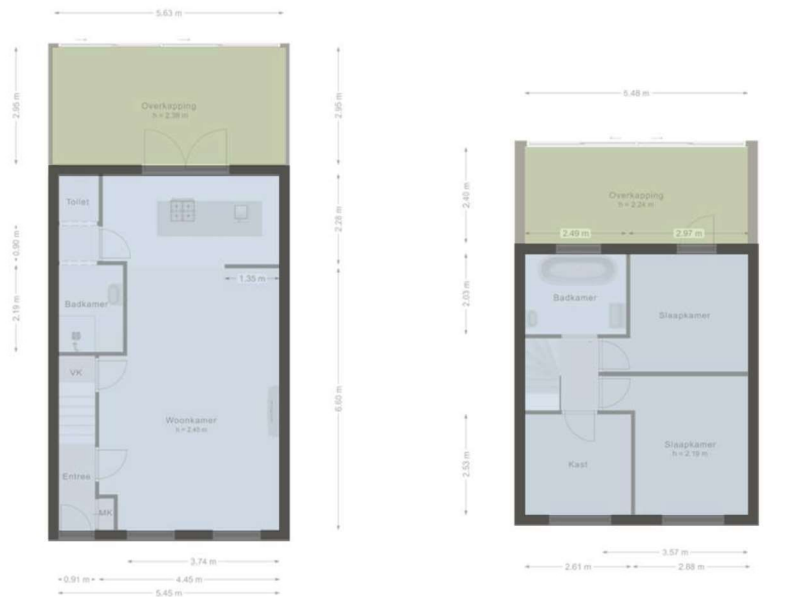 5.63 m
2.95 m
2.95 m
Overkapping
h = 2.38 m
Toilet
2.28 m
0.90 m
1.35 m
2.19 m
Badkamer
VK
6.60 m
Woonkamer
h = 2.45 m
Entree
MK
3.74 m
0.91 m
4.45 m
5.45 m
5.48 m
2.40 m
Overkapping
h = 2.24 m
2.49 m
2.97 m
2.03 m
Badkamer
Slaapkamer
2.53 m
Slaapkamer
h = 2.19 m
Kast
3.57 m
2.61 m
2.88 m